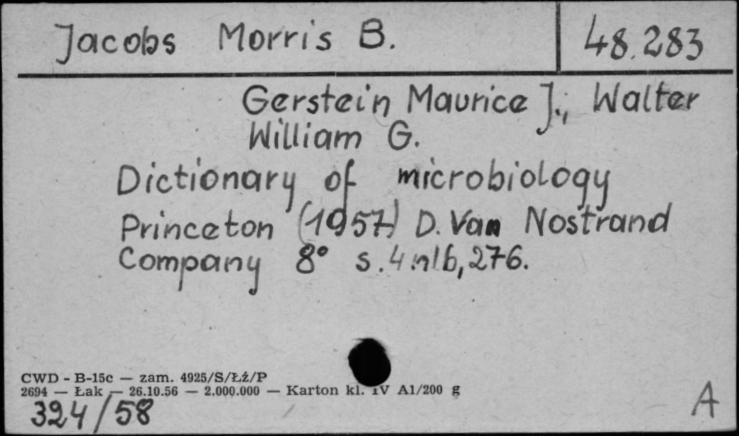 Jacobs Morris B. 48.283
Gerstein Maurice J., Walter
William G.
Dictionary of microbiology
Princeton (1957) D. Van Nostrand
Company 8° s. 4 nlb, 276.
CWD - B-15c — zam. 4925/S/Łż/P
2694 — Łak — 26.10.56 — 2.000.000 — Karton kl. IV A1/200 g
324/58
A